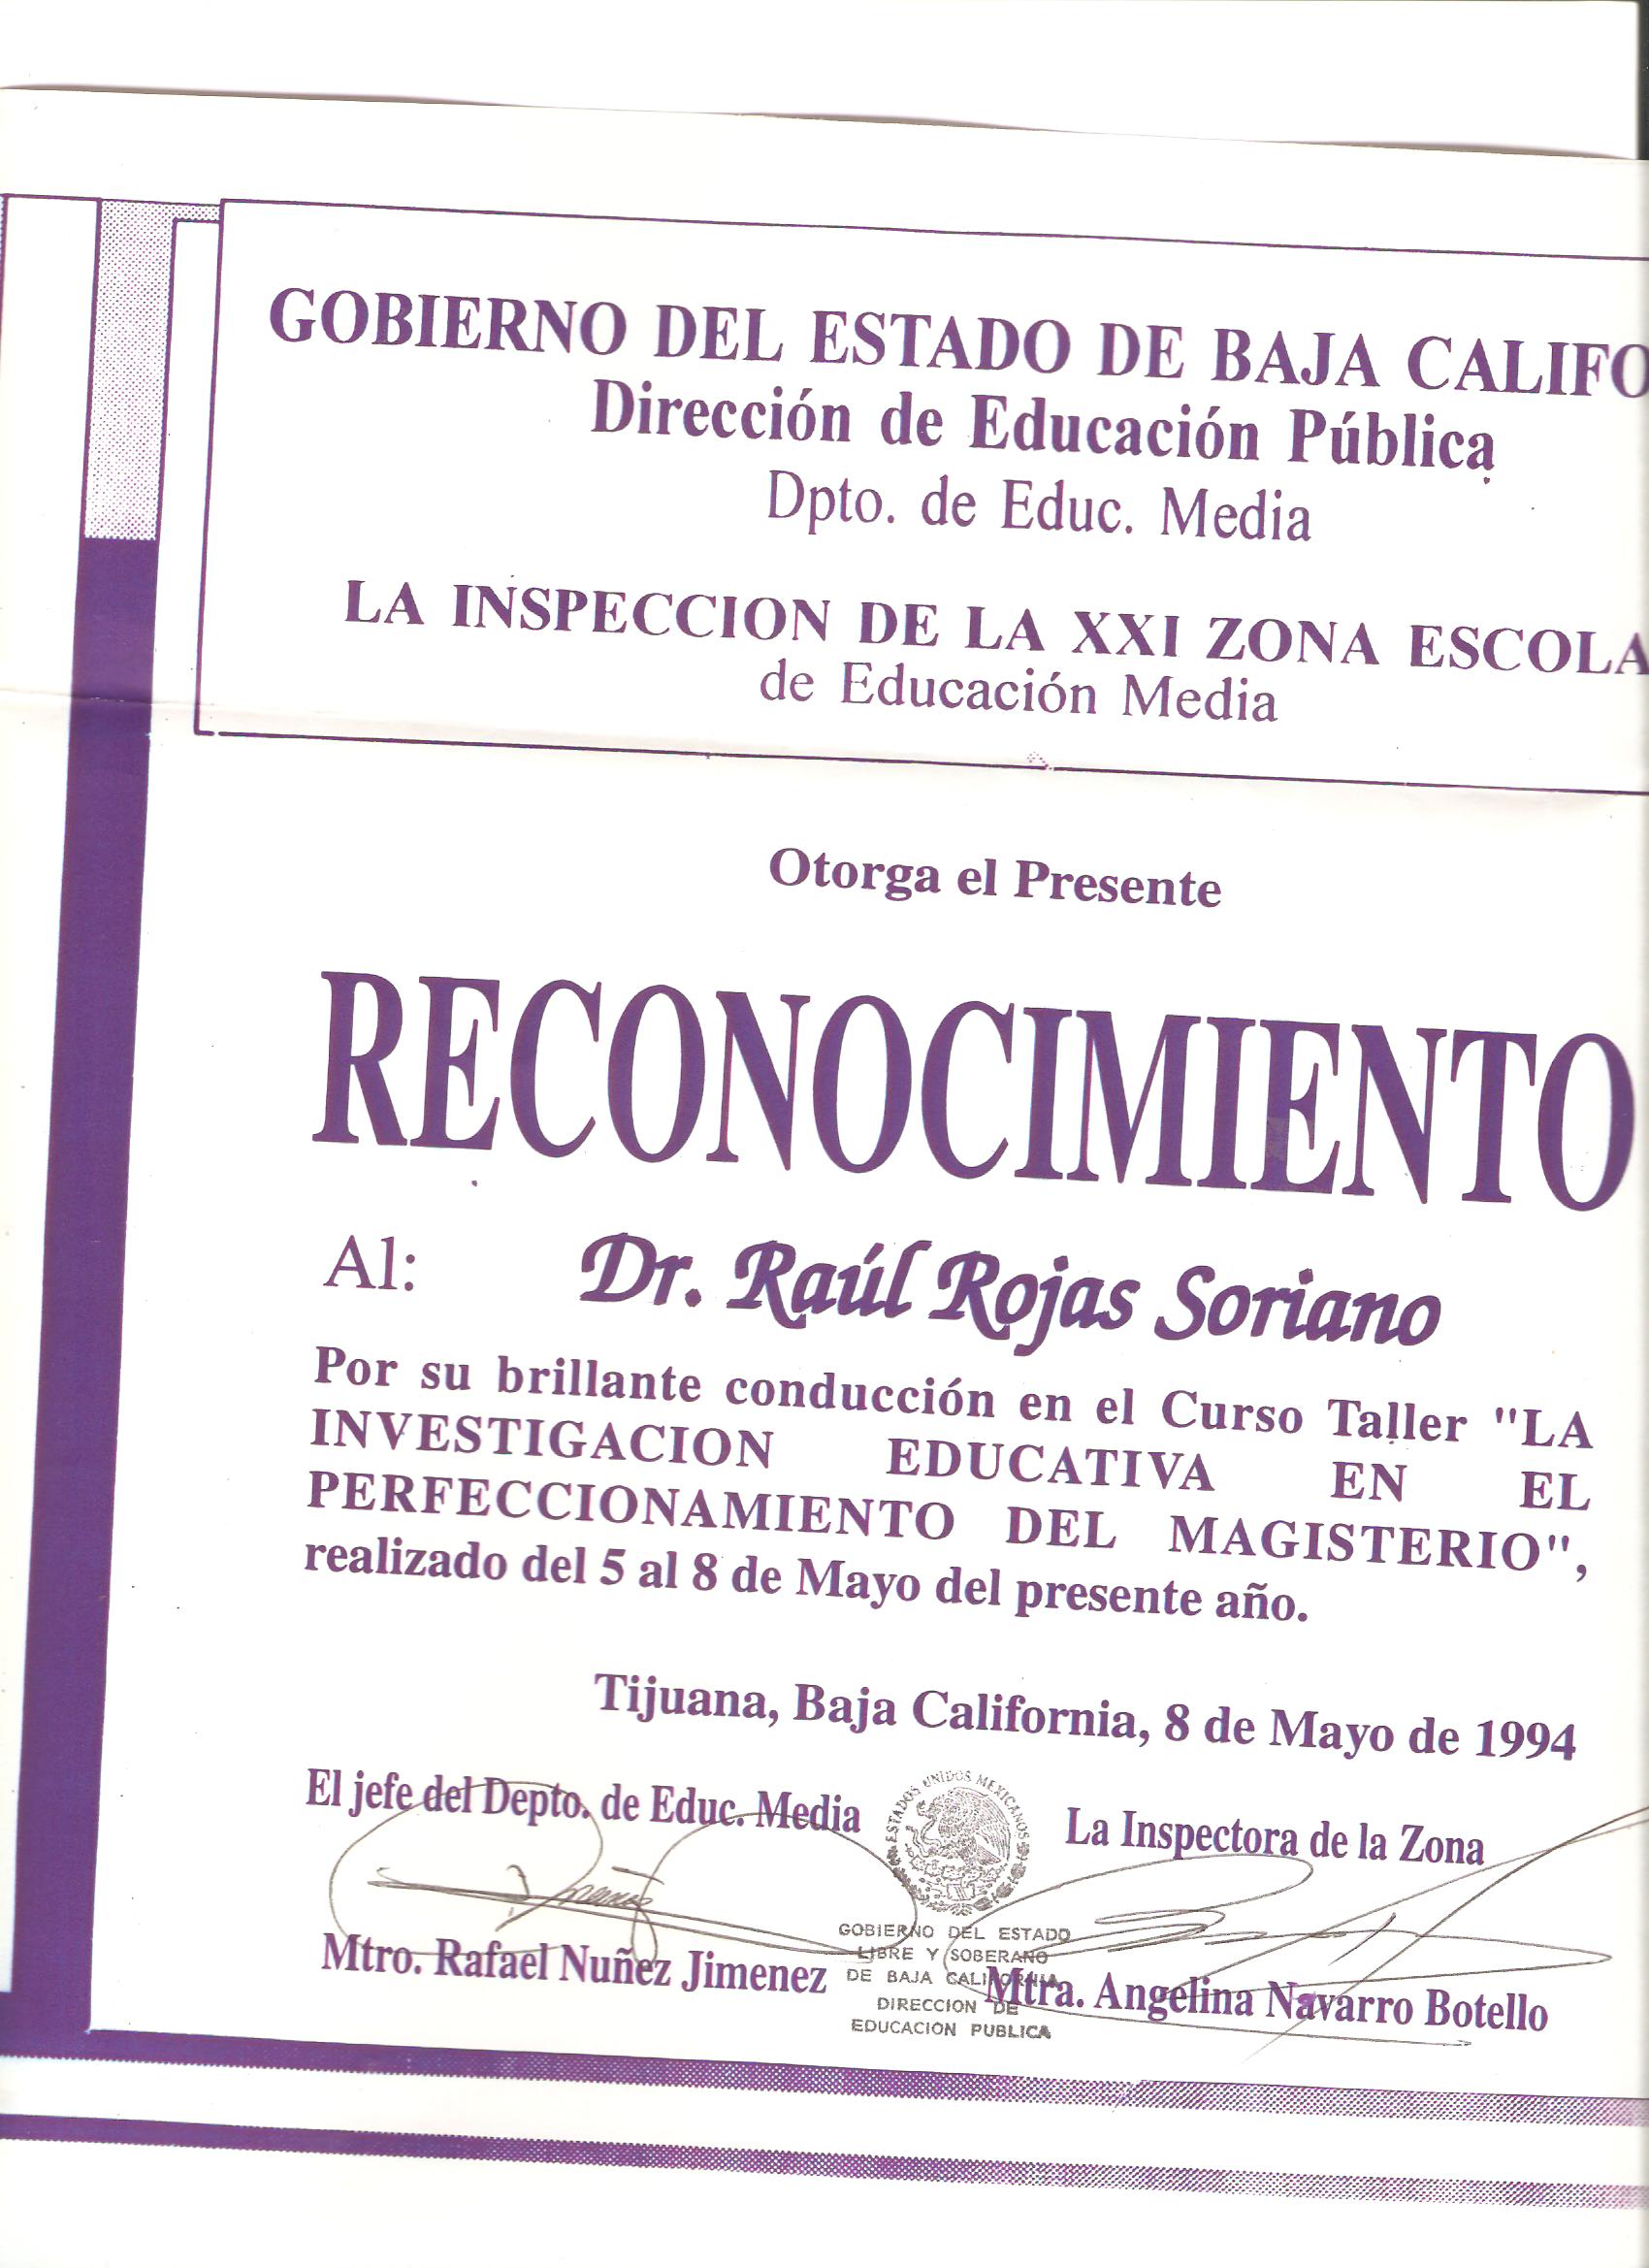 GOBIERNO DEL ESTADO DE BAJA CALIFO
Dirección de Educación Pública
Dpto. de Educ. Media
LA INSPECCION DE LA XXI ZONA ESCOLA
de Educación Media
Otorga el Presente
RECONOCIMIENTO
Al: Dr. Raúl Rojas Soriano
Por su brillante conducción en el Curso Taller "LA
INVESTIGACION EDUCATIVA EN EL
PERFECCIONAMIENTO DEL MAGISTERIO",
realizado del 5 al 8 de Mayo del presente año.
Tijuana, Baja California, 8 de Mayo de 1994
El jefe del Depto. de Educ. Media
La Inspectora de la Zona
ESTADOS UNIDOS MEXICANOS
GOBIERNO DEL ESTADO
LIBRE Y SOBERANO
DE BAJA CALIFORNIA
DIRECCION DE
EDUCACION PUBLICA
Mtro. Rafael Nuñez Jimenez
Mtra. Angelina Navarro Botello